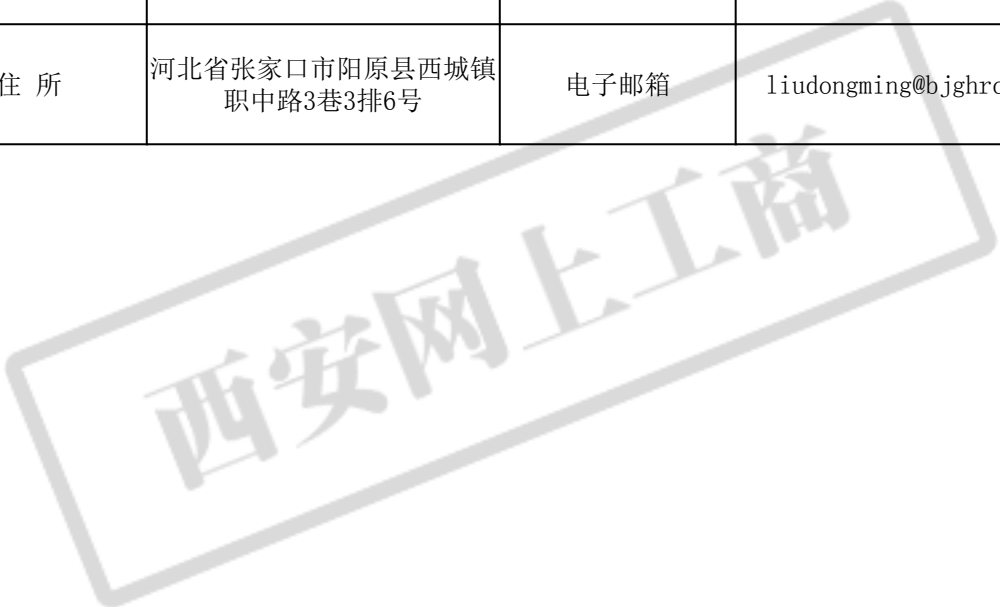 住 所
河北省张家口市阳原县西城镇
职中路3巷3排6号
电子邮箱
liudongming@bjghrc
西安网上工商